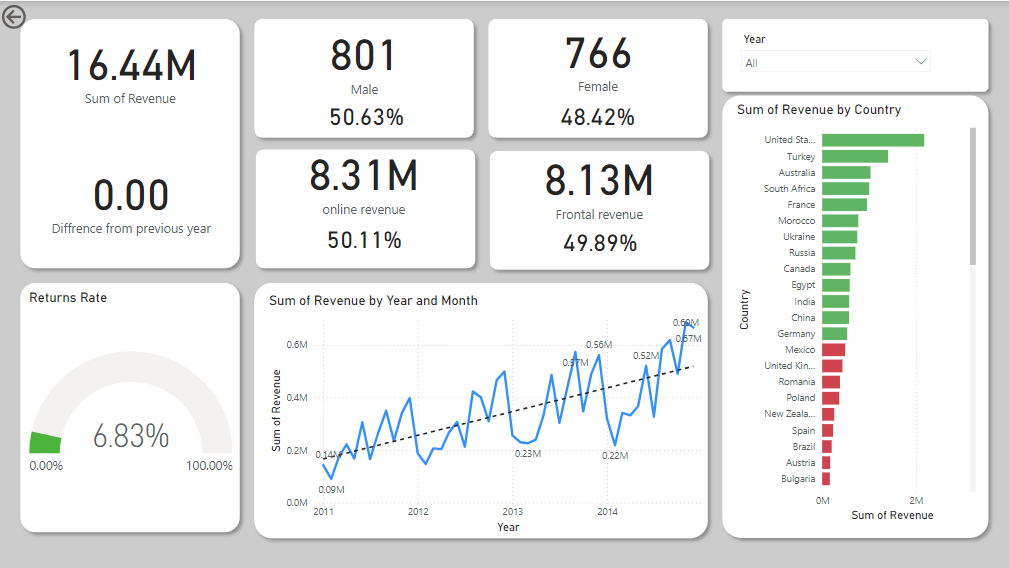 16.44M
Sum of Revenue
0.00
Diffrence from previous year
801
Male
50.63%
766
Female
48.42%
8.31M
online revenue
50.11%
8.13M
Frontal revenue
49.89%
Year
All
Returns Rate
6.83%
0.00%
100.00%
Sum of Revenue by Year and Month
Sum of Revenue
0.6M
0.4M
0.2M
0.0M
0.14M
0.09M
0.23M
0.57M
0.56M
0.22M
0.52M
0.67M
2011
2012
2013
2014
Year
Sum of Revenue by Country
Country
United Sta...
Turkey
Australia
South Africa
France
Morocco
Ukraine
Russia
Canada
Egypt
India
China
Germany
Mexico
United Kin...
Romania
Poland
New Zeala...
Spain
Brazil
Austria
Bulgaria
0M
2M
Sum of Revenue